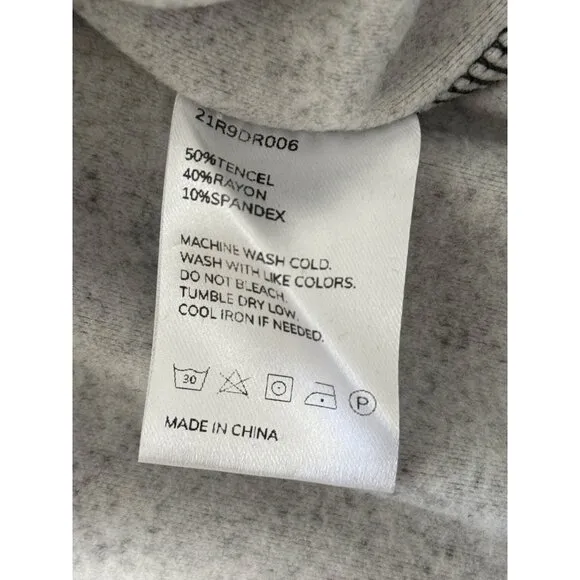 21R9DR006
50%TENCEL
40%RAYON
10%SPANDEX
MACHINE WASH COLD.
WASH WITH LIKE COLORS.
DO NOT BLEACH.
TUMBLE DRY LOW.
COOL IRON IF NEEDED.
30 P
MADE IN CHINA